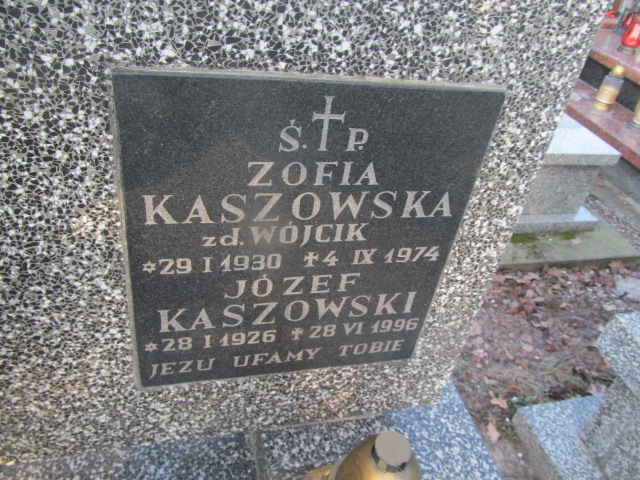 Ś.†P.
ZOFIA
KASZOWSKA
zd. WÓJCIK
*29 I 1930 †4 IX 1974
JÓZEF
KASZOWSKI
*28 I 1926 †28 VI 1996
JEZU UFAMY TOBIE